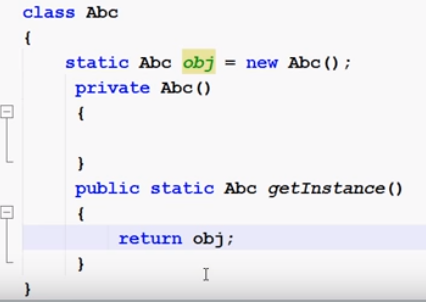 class Abc
{
static Abc obj = new Abc();
private Abc()
{
}
public static Abc getInstance()
{
return obj;
}
}